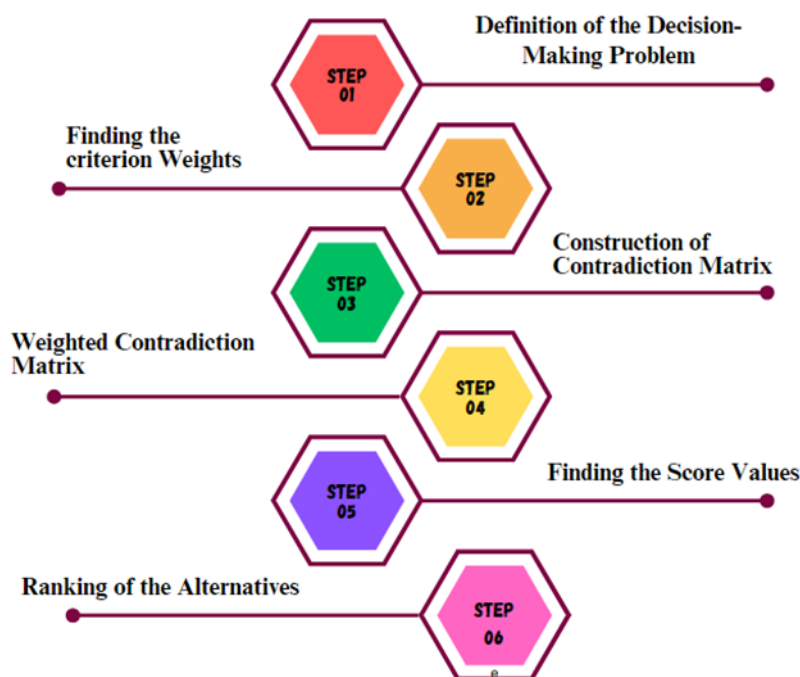 Definition of the Decision-
Making Problem
STEP
01
Finding the
criterion Weights
STEP
02
Construction of
Contradiction Matrix
STEP
03
Weighted Contradiction
Matrix
STEP
04
Finding the Score Values
STEP
05
Ranking of the Alternatives
STEP
06
e